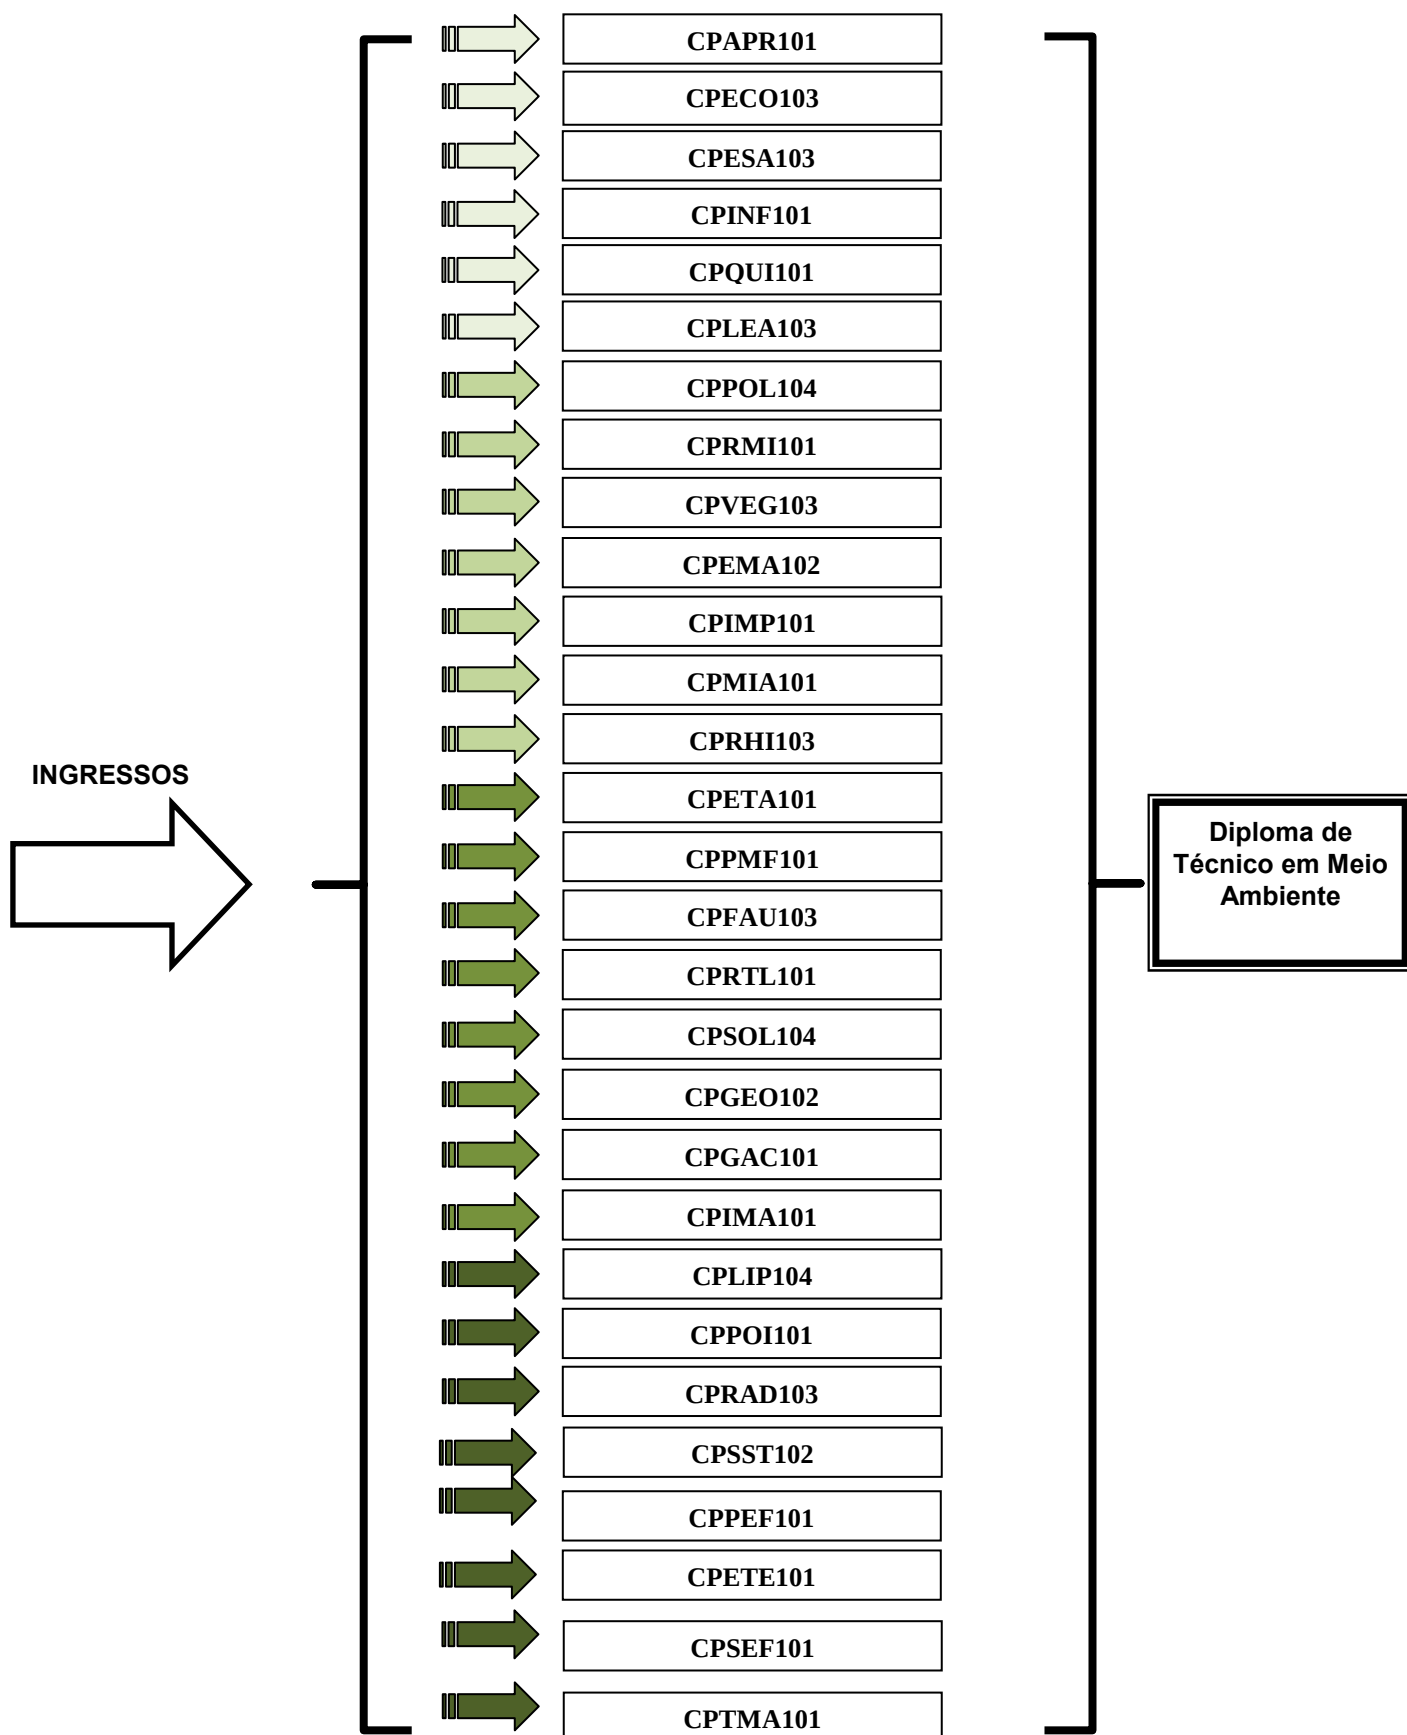 CPAPR101
CPECO103
CPESA103
CPINF101
CPQUI101
CPLEA103
CPPOL104
CPRMI101
CPVEG103
CPEMA102
CPIMP101
CPMIA101
CPRHI103
INGRESSOS
CPETA101
CPPMF101
CPFAU103
CPRTL101
CPSOL104
CPGEO102
CPGAC101
CPIMA101
CPLIP104
CPPOI101
CPRAD103
CPSST102
CPPEF101
CPETE101
CPSEF101
CPTMA101
Diploma de
Técnico em Meio
Ambiente